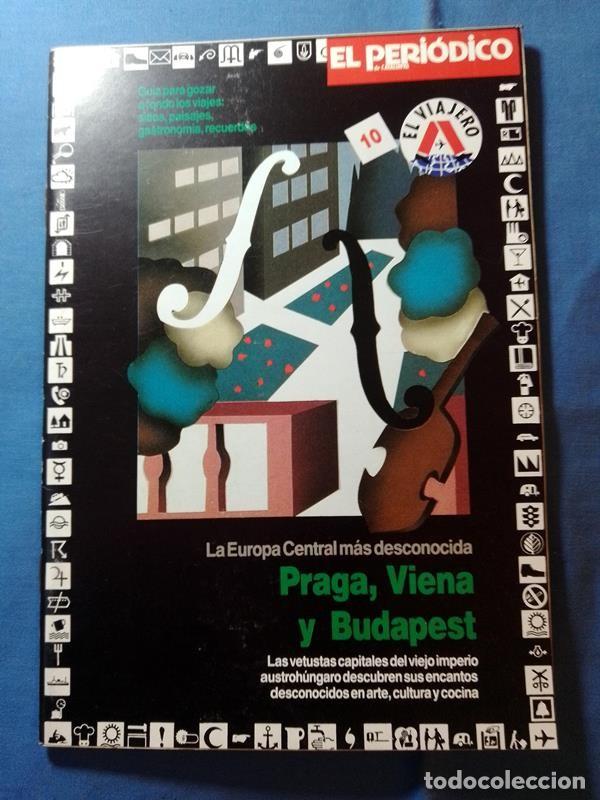 EL PERIÓDICO
de CATALUNYA
Guía para gozar
a fondo los viajes:
sitios, paisajes,
gastronomía, recuerdos
10
EL VIAJERO
La Europa Central más desconocida
Praga, Viena
y Budapest
Las vetustas capitales del viejo imperio
austrohúngaro descubren sus encantos
desconocidos en arte, cultura y cocina
todocoleccion